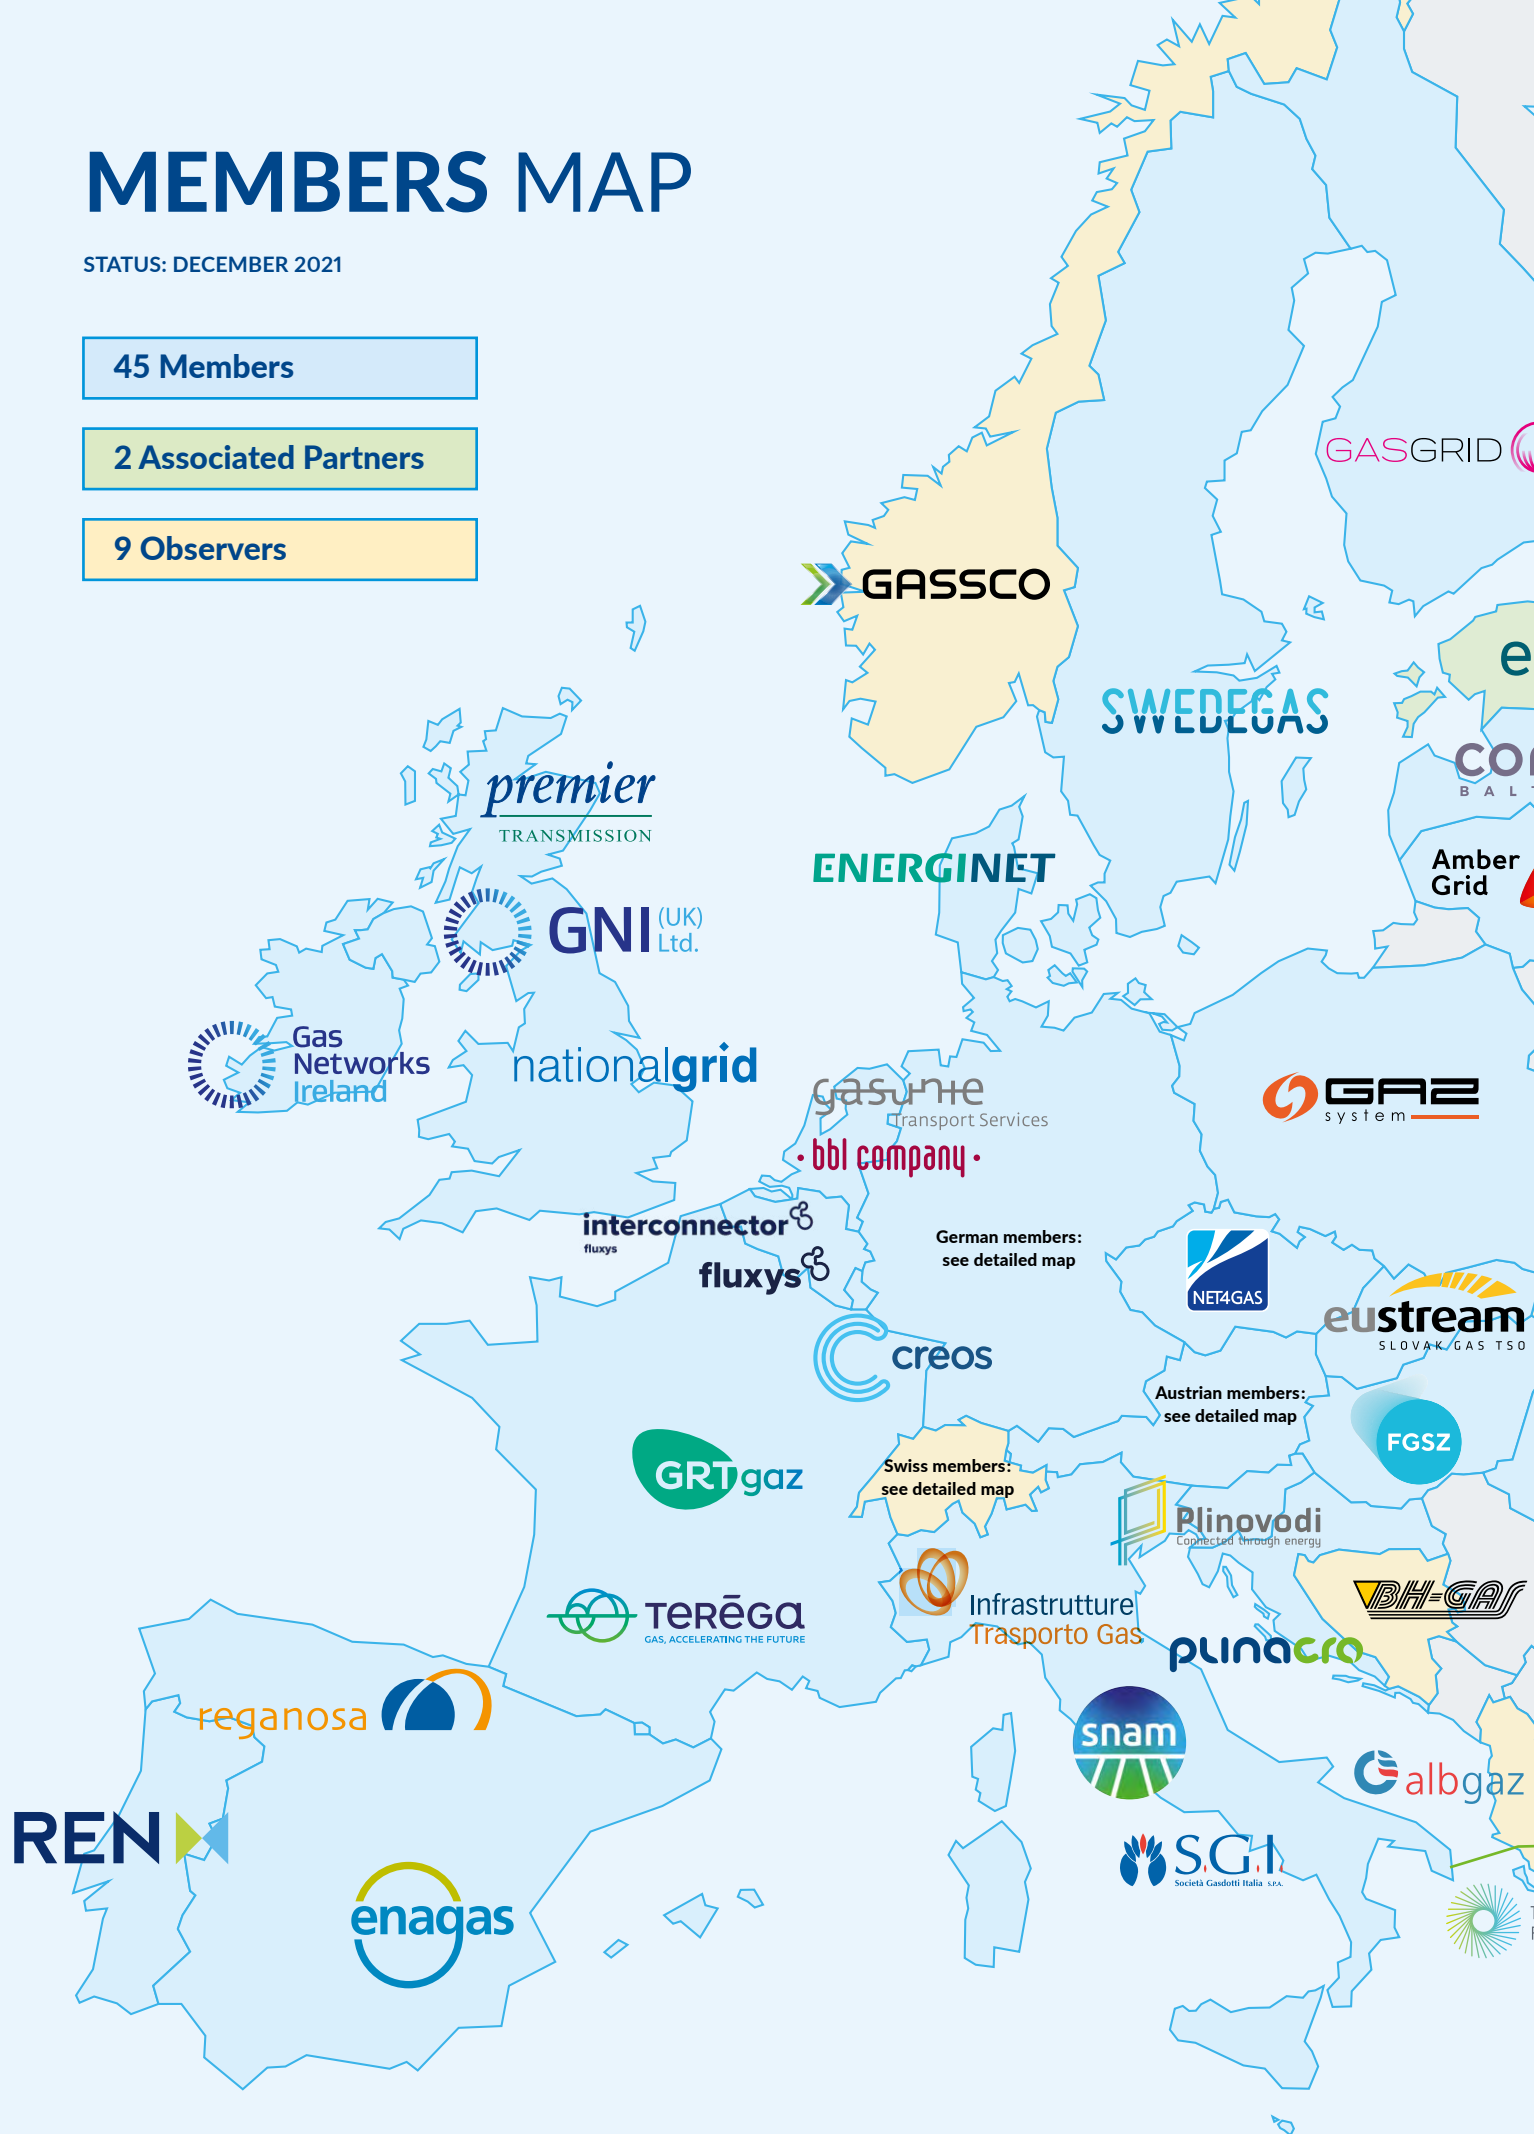 MEMBERS MAP
STATUS: DECEMBER 2021
45 Members
2 Associated Partners
9 Observers
GASGRID
GASSCO
SWEDEGAS
premier
TRANSMISSION
ENERGINET
Amber
Grid
GNI (UK)
Ltd.
Gas
Networks
Ireland
nationalgrid
gasunie
Transport Services
bbl company
GAZ
system
interconnector
fluxys
fluxys
German members:
see detailed map
NET4GAS
eustream
SLOVAK GAS TSO
creos
Austrian members:
see detailed map
FGSZ
GRTgaz
Swiss members:
see detailed map
Plinovodi
Connected through energy
TERĒGA
GAS, ACCELERATING THE FUTURE
Infrastrutture
Trasporto Gas
BH-GAS
PLINACRO
reganosa
snam
albgaz
REN
S.G.I.
Società Gasdotti Italia S.P.A.
enagas